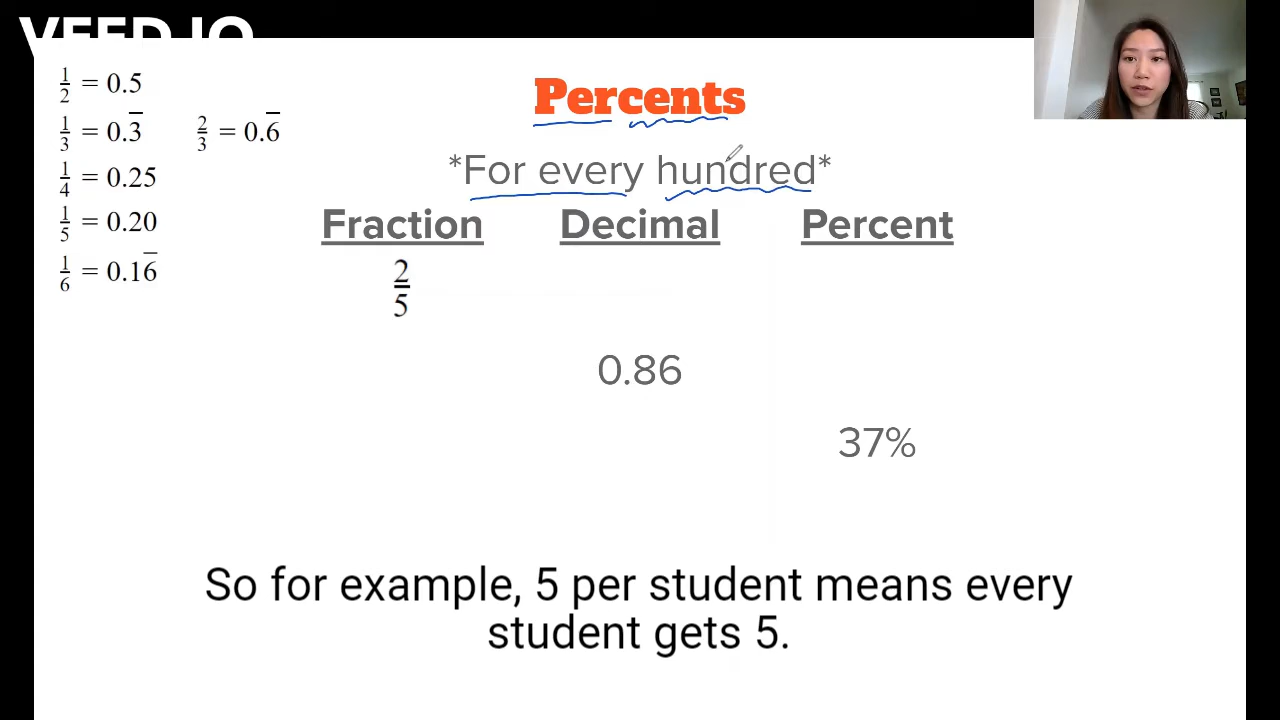 VEED.IO
1/2 = 0.5
1/3 = 0.3̅   2/3 = 0.6̅
1/4 = 0.25
1/5 = 0.20
1/6 = 0.16̅
Percents
*For every hundred*
Fraction Decimal Percent
2/5
0.86
37%
So for example, 5 per student means every
student gets 5.